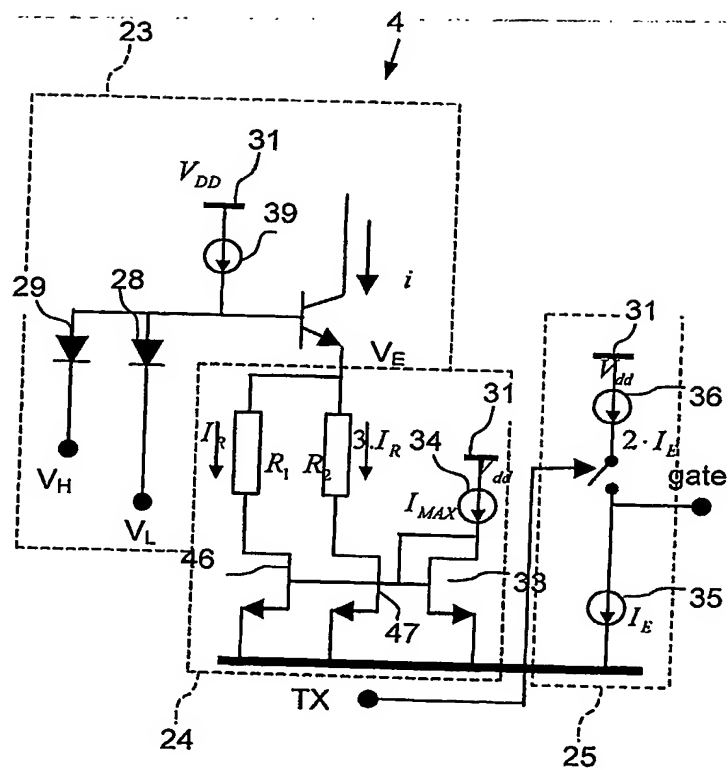 23
4
31
V_DD
39
29
28
i
V_E
31
V_dd
36
31
I_R
R_1
R_2
3.I_R
34
V_dd
2·I_E
V_H
I_MAX
gate
V_L
46
33
47
35
I_E
TX
24
25